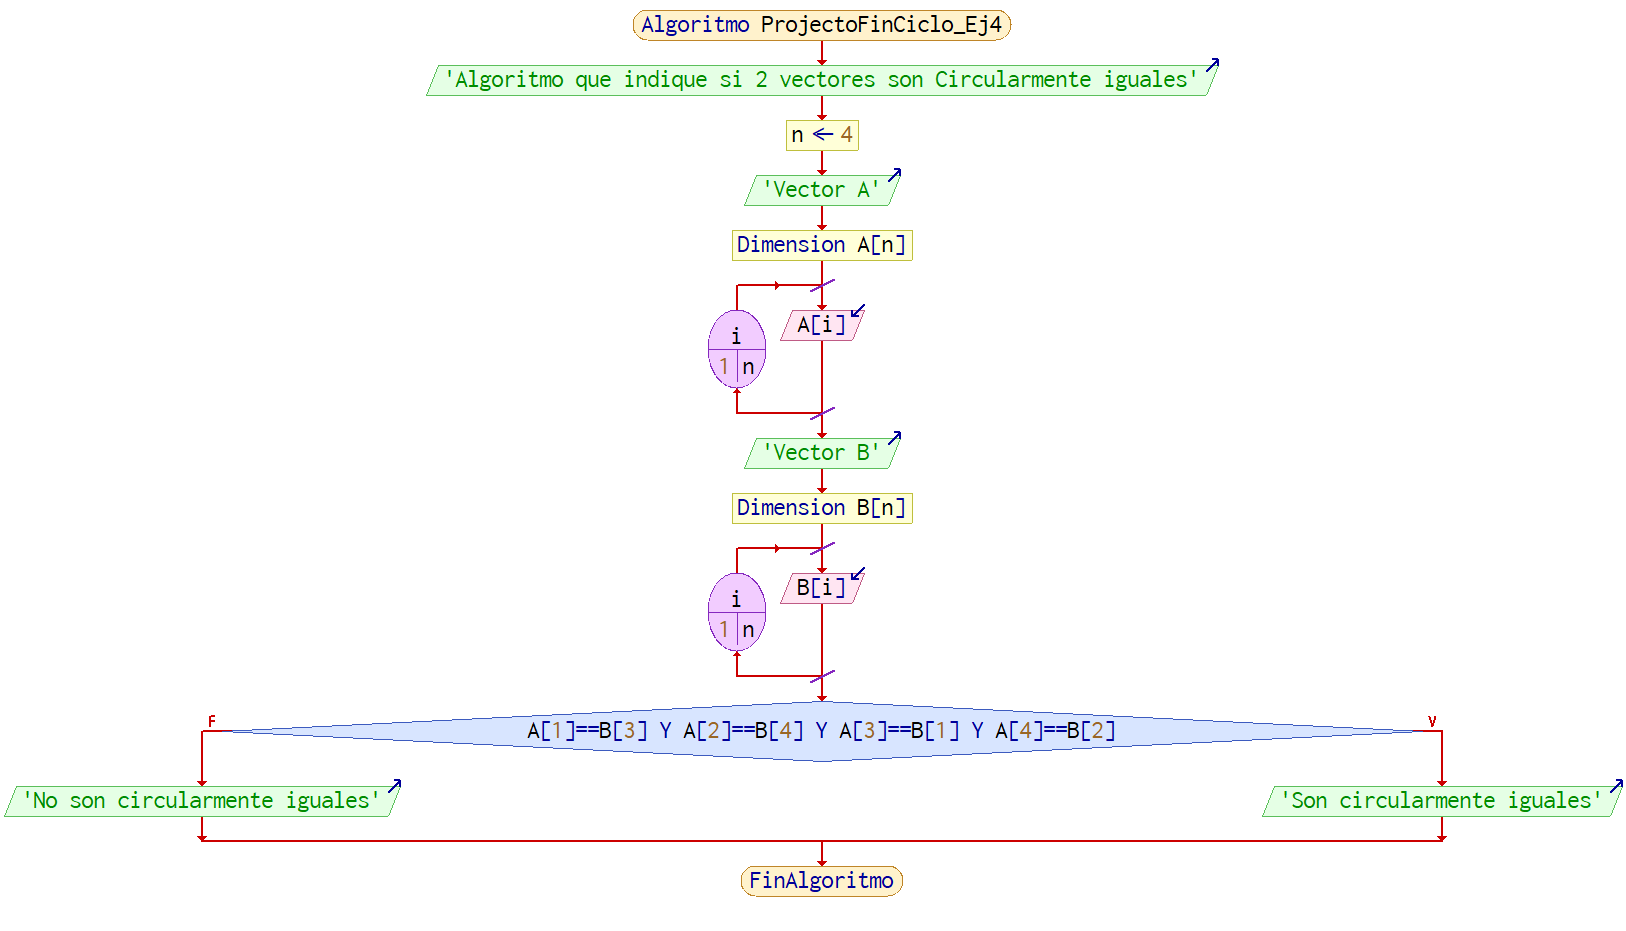 Algoritmo ProjectoFinCiclo_Ej4
'Algoritmo que indique si 2 vectores son Circularmente iguales'
n ← 4
'Vector A'
Dimension A[n]
A[i]
i
1 n
'Vector B'
Dimension B[n]
B[i]
i
1 n
F
V
A[1]==B[3] Y A[2]==B[4] Y A[3]==B[1] Y A[4]==B[2]
'No son circularmente iguales'
'Son circularmente iguales'
FinAlgoritmo